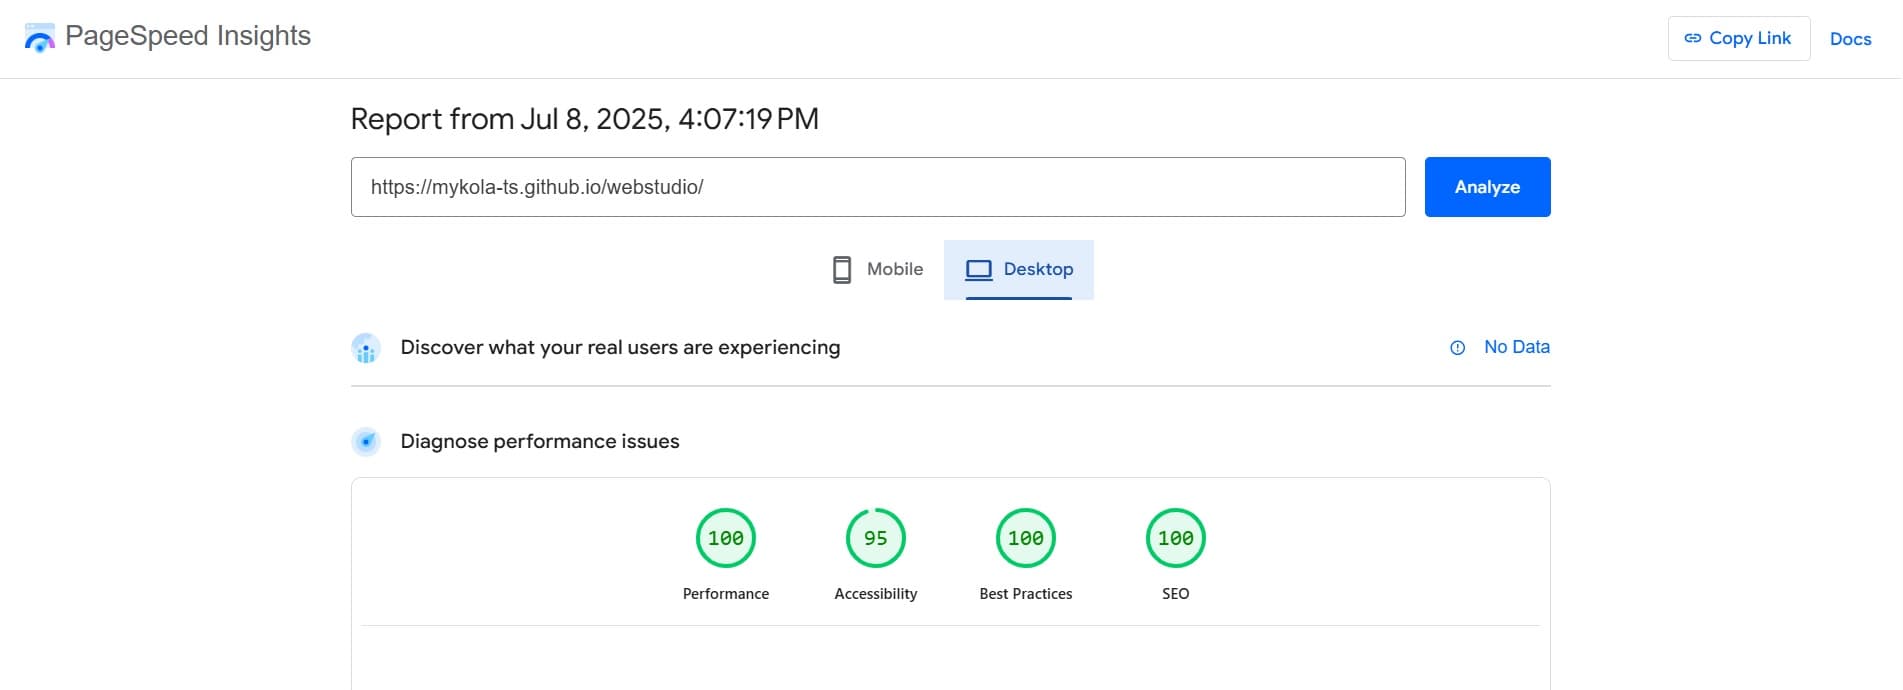 PageSpeed Insights
Copy Link
Docs
Report from Jul 8, 2025, 4:07:19 PM
https://mykola-ts.github.io/webstudio/
Analyze
Mobile
Desktop
Discover what your real users are experiencing
No Data
Diagnose performance issues
100
95
100
100
Performance
Accessibility
Best Practices
SEO